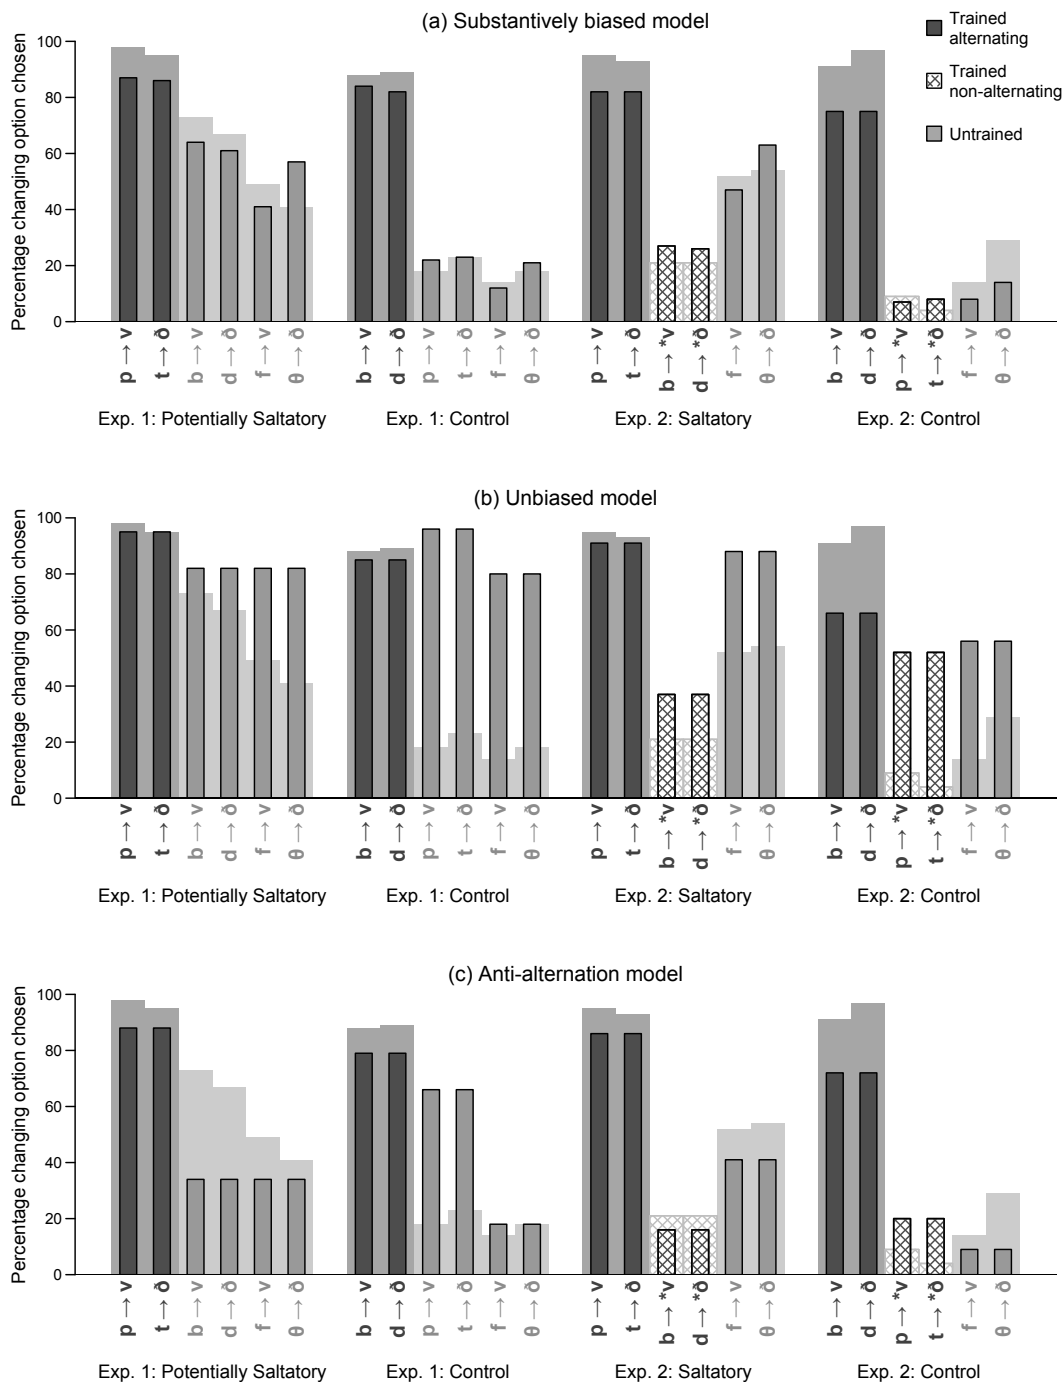 (a) Substantively biased model
Percentage changing option chosen
100
80
60
40
20
0
Trained
alternating
Trained
non-alternating
Untrained
p → v
t → ð
b → v
d → ð
f → v
θ → ð
b → v
d → ð
p → v
t → ð
f → v
θ → ð
p → v
t → ð
b → *v
d → *ð
f → v
θ → ð
b → v
d → ð
p → *v
t → *ð
f → v
θ → ð
Exp. 1: Potentially Saltatory
Exp. 1: Control
Exp. 2: Saltatory
Exp. 2: Control
(b) Unbiased model
Percentage changing option chosen
100
80
60
40
20
0
p → v
t → ð
b → v
d → ð
f → v
θ → ð
b → v
d → ð
p → v
t → ð
f → v
θ → ð
p → v
t → ð
b → *v
d → *ð
f → v
θ → ð
b → v
d → ð
p → *v
t → *ð
f → v
θ → ð
Exp. 1: Potentially Saltatory
Exp. 1: Control
Exp. 2: Saltatory
Exp. 2: Control
(c) Anti-alternation model
Percentage changing option chosen
100
80
60
40
20
0
p → v
t → ð
b → v
d → ð
f → v
θ → ð
b → v
d → ð
p → v
t → ð
f → v
θ → ð
p → v
t → ð
b → *v
d → *ð
f → v
θ → ð
b → v
d → ð
p → *v
t → *ð
f → v
θ → ð
Exp. 1: Potentially Saltatory
Exp. 1: Control
Exp. 2: Saltatory
Exp. 2: Control